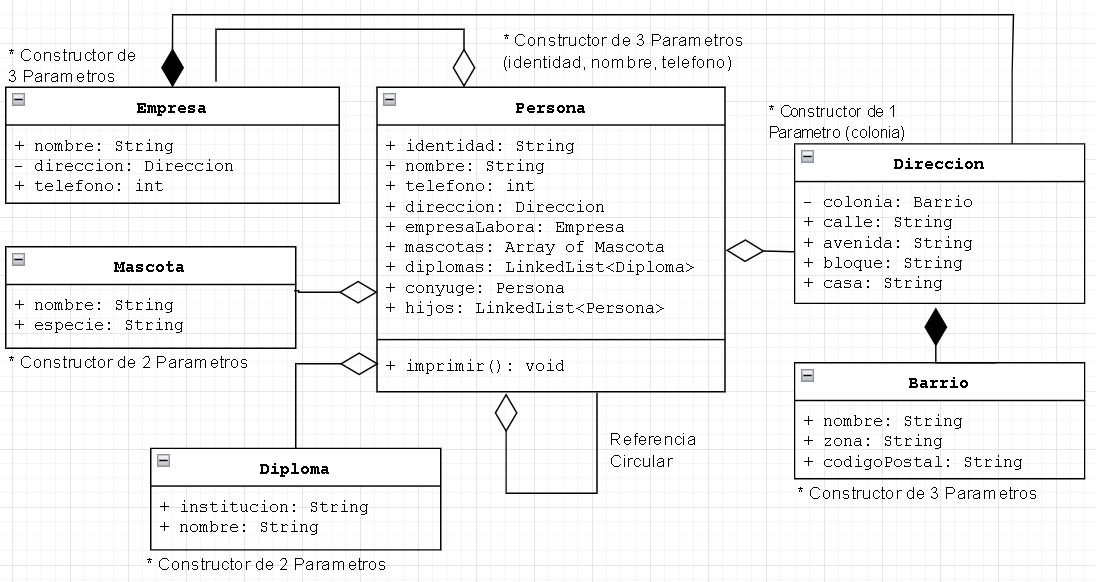 * Constructor de
3 Parametros
Empresa
+ nombre: String
- direccion: Direccion
+ telefono: int
* Constructor de 3 Parametros
(identidad, nombre, telefono)
Persona
+ identidad: String
+ nombre: String
+ telefono: int
+ direccion: Direccion
+ empresaLabora: Empresa
+ mascotas: Array of Mascota
+ diplomas: LinkedList<Diploma>
+ conyuge: Persona
+ hijos: LinkedList<Persona>
+ imprimir(): void
* Constructor de 1
Parametro (colonia)
Direccion
- colonia: Barrio
+ calle: String
+ avenida: String
+ bloque: String
+ casa: String
Mascota
+ nombre: String
+ especie: String
* Constructor de 2 Parametros
Referencia
Circular
Barrio
+ nombre: String
+ zona: String
+ codigoPostal: String
* Constructor de 3 Parametros
Diploma
+ institucion: String
+ nombre: String
* Constructor de 2 Parametros